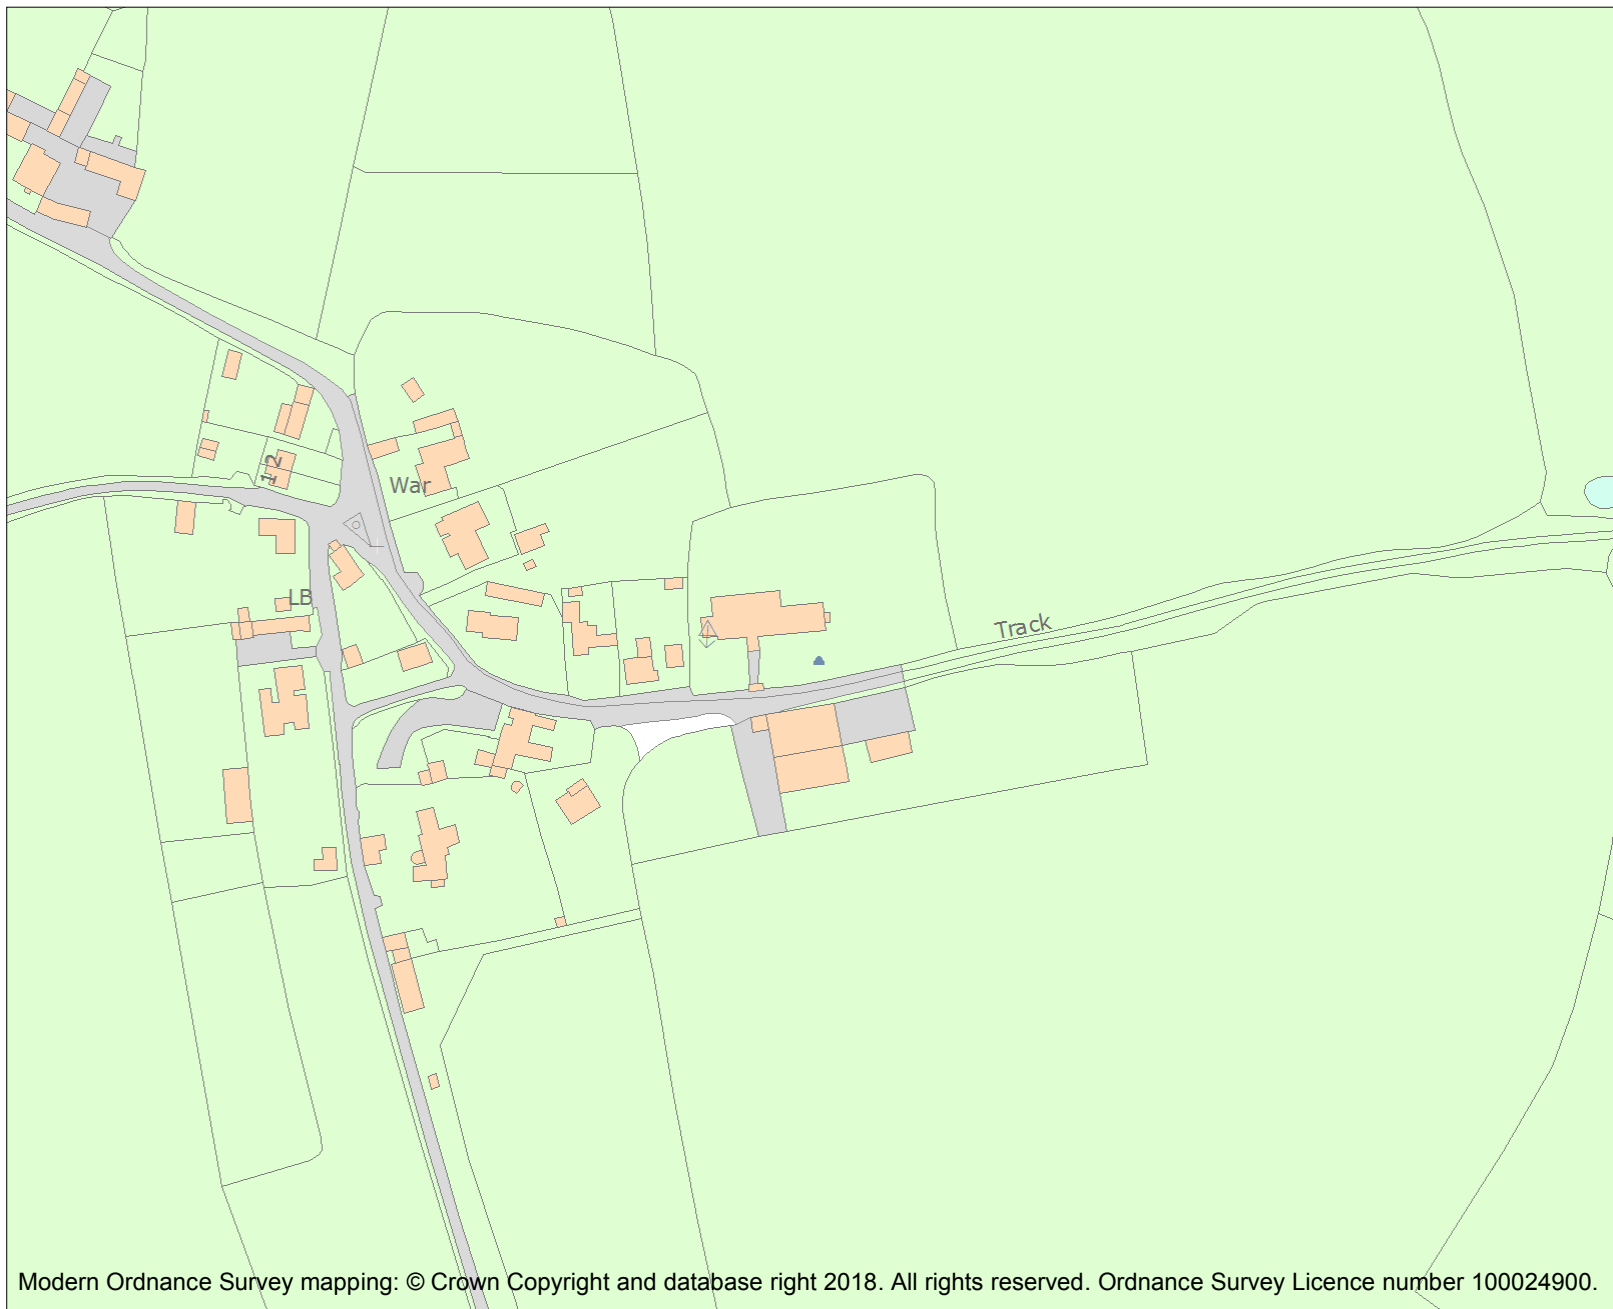 12
War
LB
Track
Modern Ordnance Survey mapping: © Crown Copyright and database right 2018. All rights reserved. Ordnance Survey Licence number 100024900.